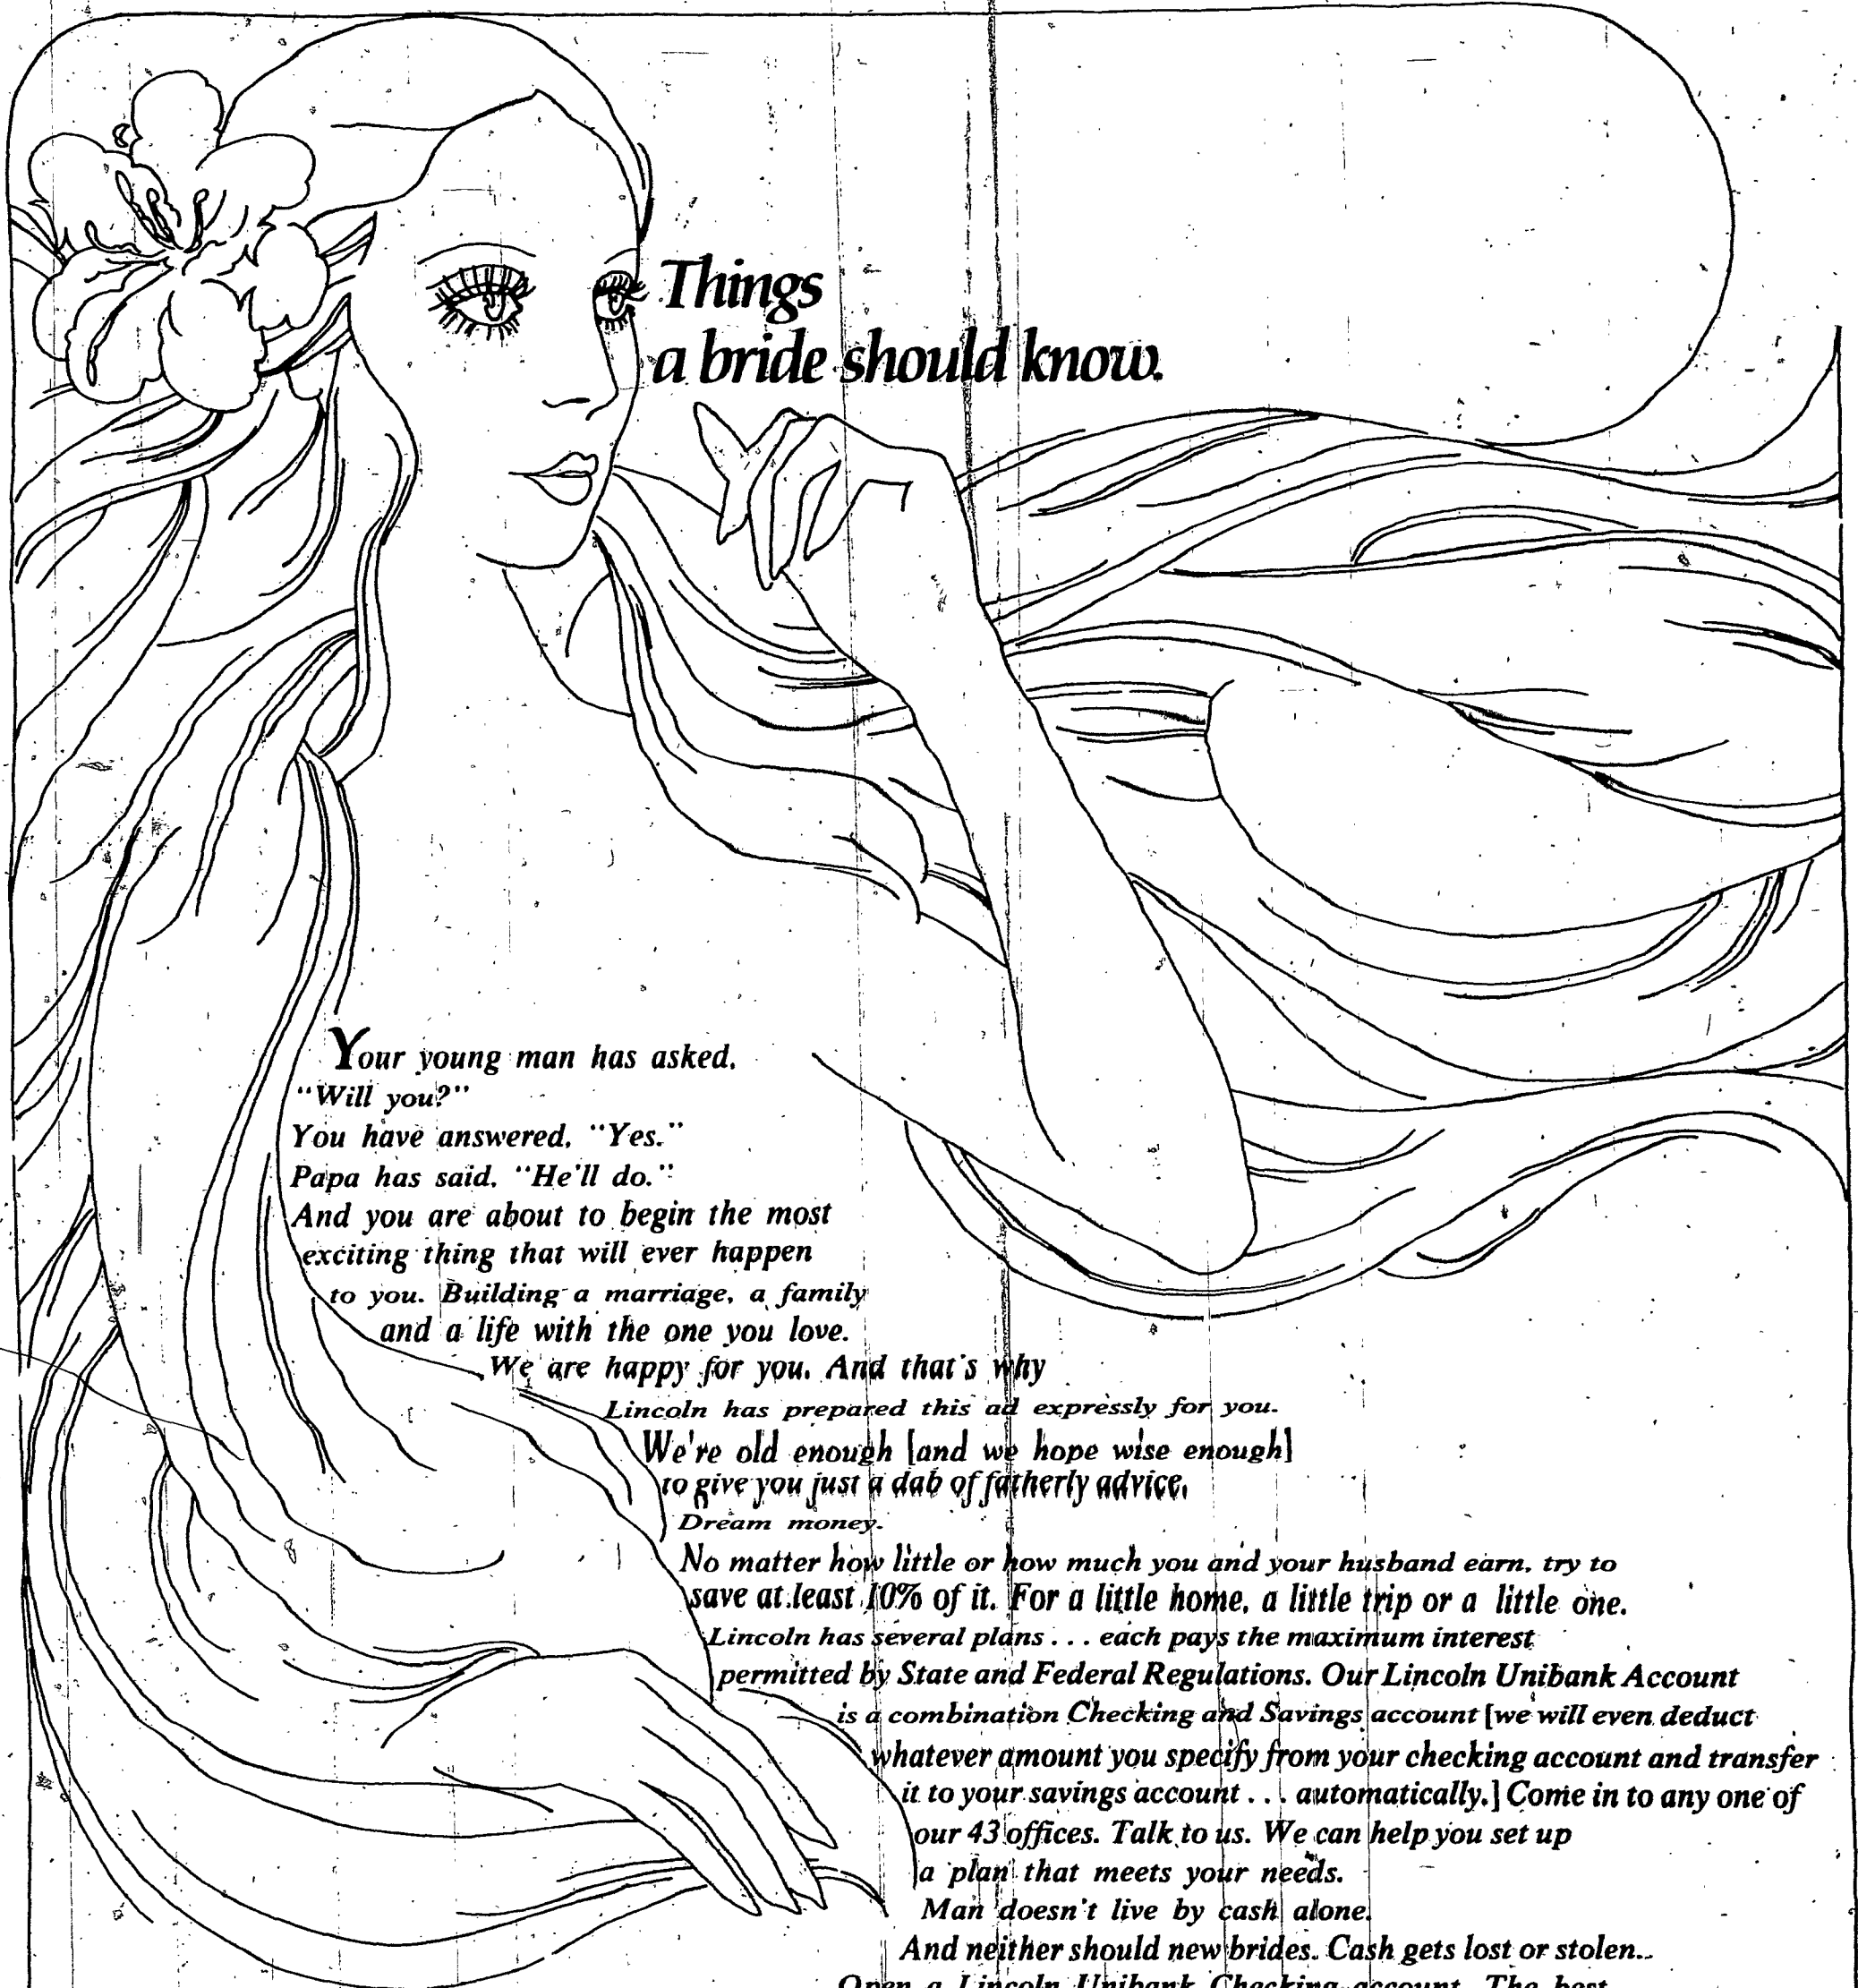 Things
a bride should know.
Your young man has asked,
"Will you?"
You have answered, "Yes."
Papa has said, "He'll do."
And you are about to begin the most
exciting thing that will ever happen
to you. Building a marriage, a family
and a life with the one you love.
We are happy for you. And that's why
Lincoln has prepared this ad expressly for you.
We're old enough [and we hope wise enough]
to give you just a dab of fatherly advice.
Dream money.
No matter how little or how much you and your husband earn, try to
save at least 10% of it. For a little home, a little trip or a little one.
Lincoln has several plans . . . each pays the maximum interest
permitted by State and Federal Regulations. Our Lincoln Unibank Account
is a combination Checking and Savings account [we will even deduct
whatever amount you specify from your checking account and transfer
it to your savings account . . . automatically.] Come in to any one of
our 43 offices. Talk to us. We can help you set up
a plan that meets your needs.
Man doesn't live by cash alone.
And neither should new brides. Cash gets lost or stolen.
Open a Lincoln Unibank Checking account. The best